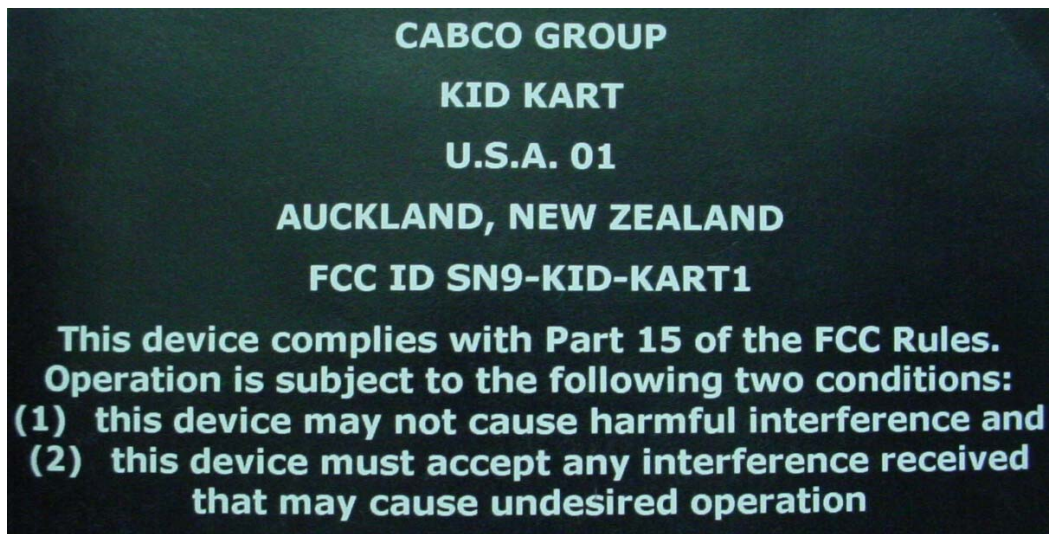 CABCO GROUP
KID KART
U.S.A. 01
AUCKLAND, NEW ZEALAND
FCC ID SN9-KID-KART1
This device complies with Part 15 of the FCC Rules.
Operation is subject to the following two conditions:
(1) this device may not cause harmful interference and
(2) this device must accept any interference received
that may cause undesired operation